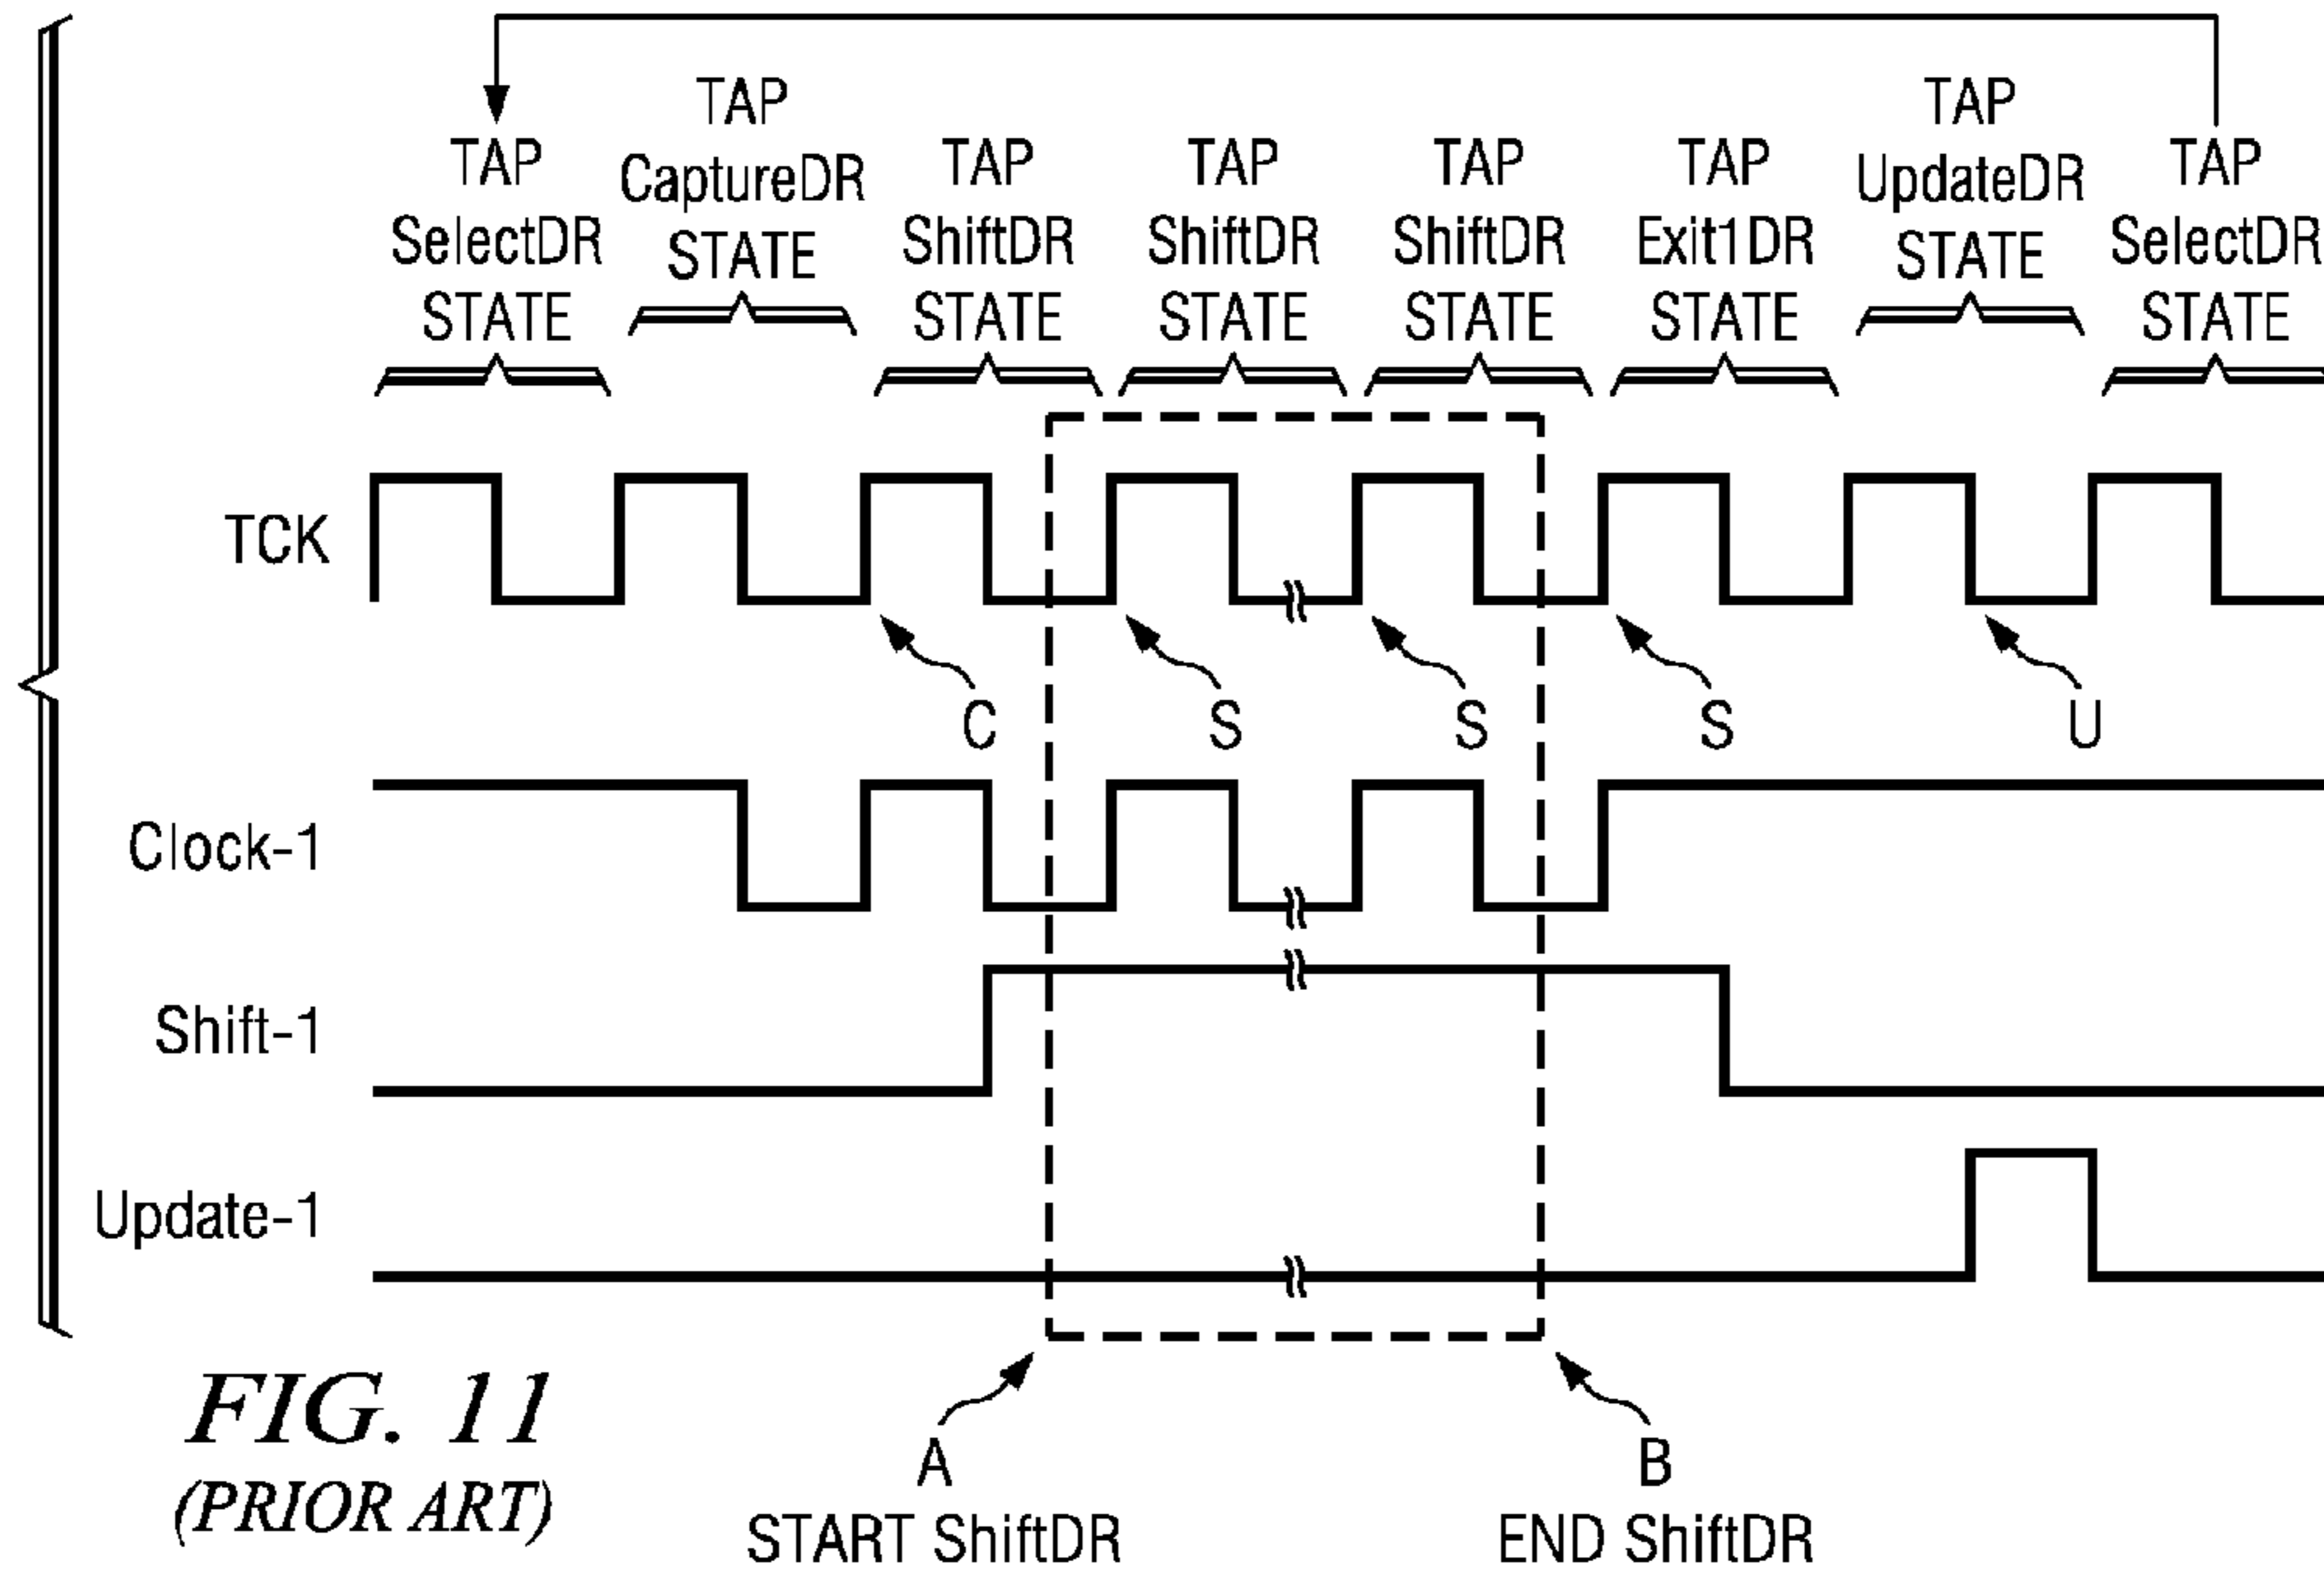 TAP
SelectDR
STATE
TAP
CaptureDR
STATE
TAP
ShiftDR
STATE
TAP
ShiftDR
STATE
TAP
ShiftDR
STATE
TAP
Exit1DR
STATE
TAP
UpdateDR
STATE
TAP
SelectDR
STATE
TCK
C
S
S
S
U
Clock-1
Shift-1
Update-1
A
START ShiftDR
B
END ShiftDR
FIG. 11
(PRIOR ART)